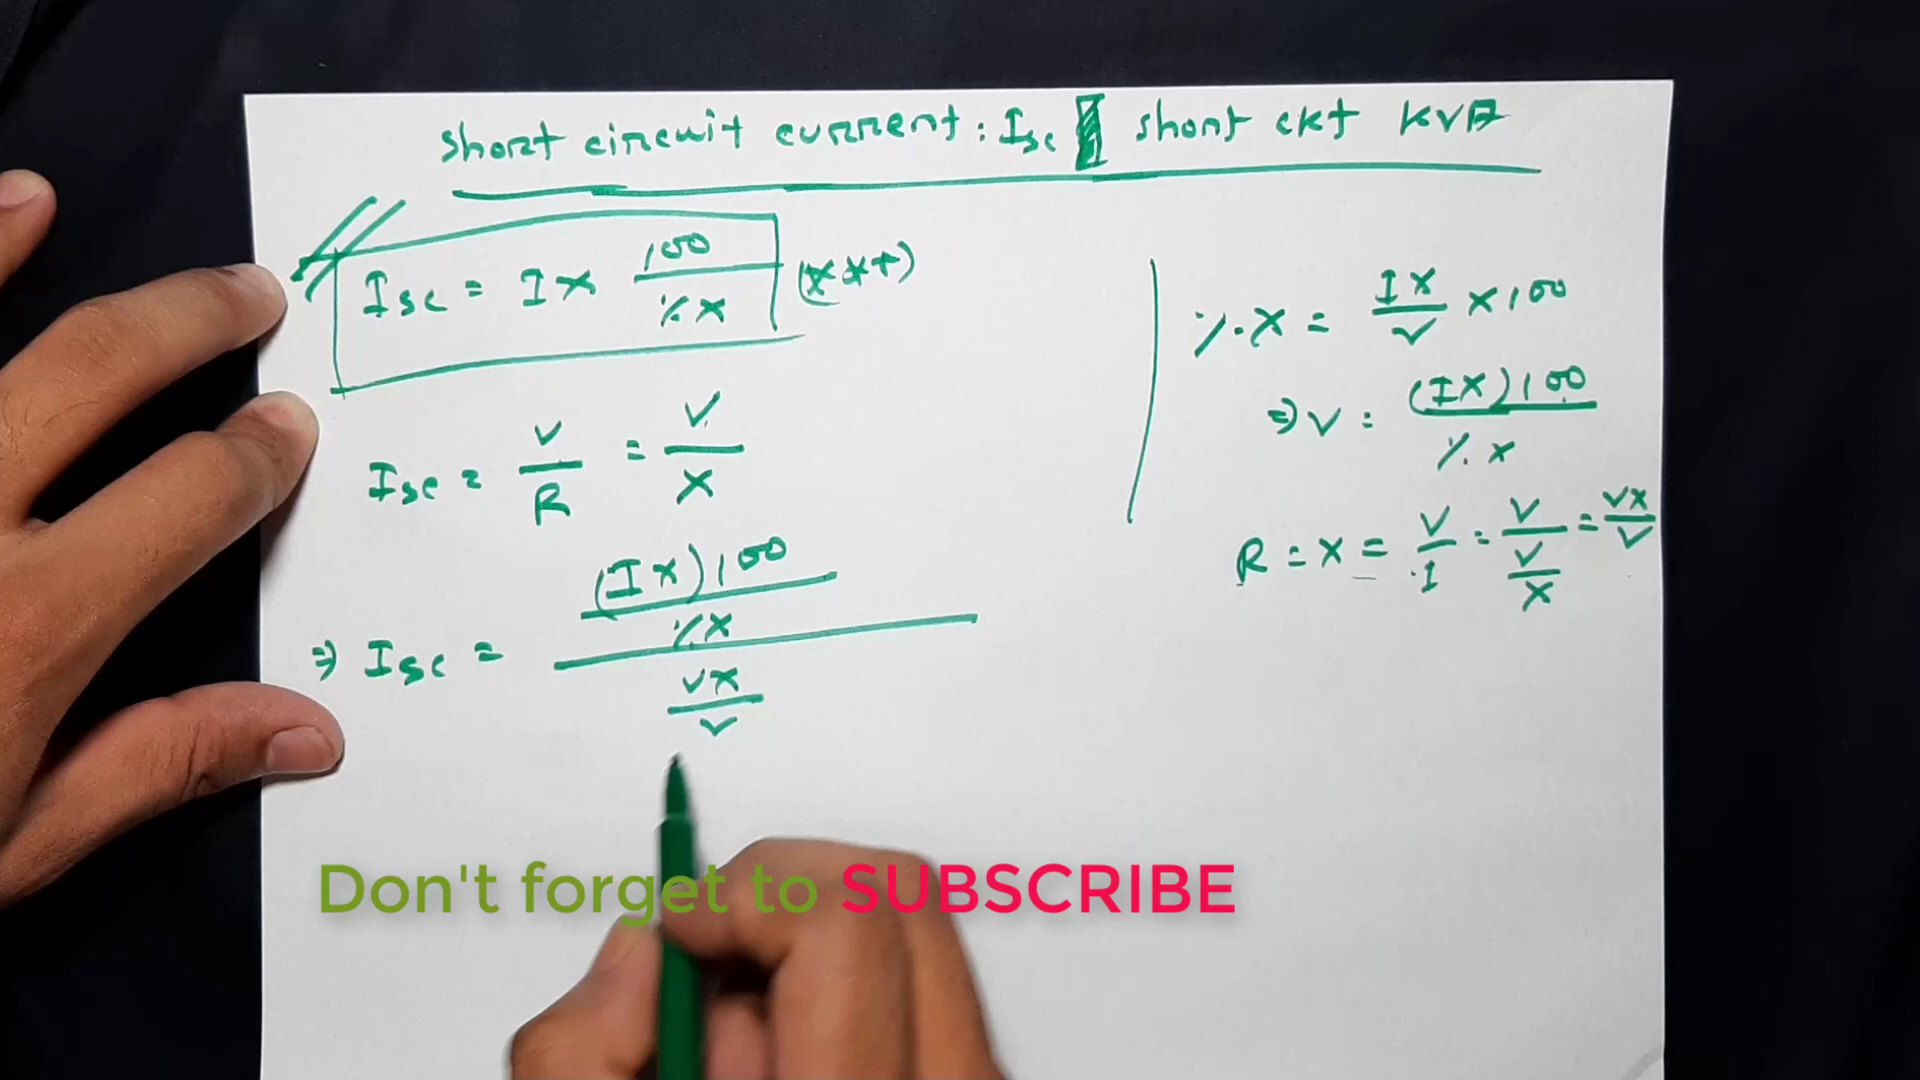 Short circuit current: Isc short ckt KVA
Isc = I x 100 / %X (***)
Isc = V/R = V/X
⇒ Isc = ((IX)100 / %X) / (VX/V)
%X = IX/V x 100
⇒ V = (IX)100 / %X
R = X = V/I = V/(V/X) = VX/V
Don't forget to SUBSCRIBE